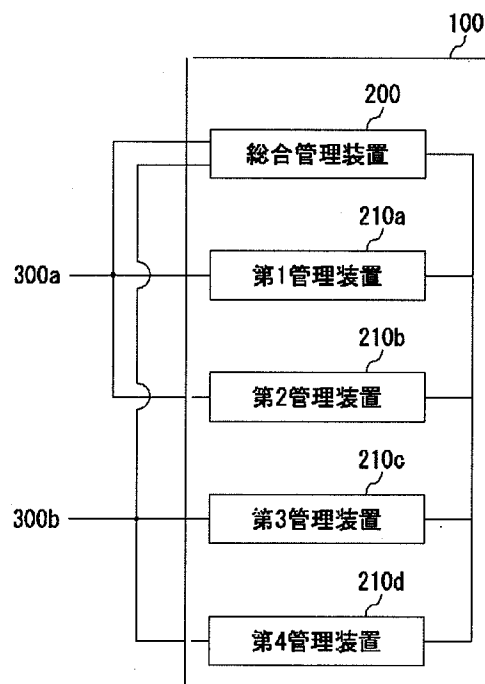 100
200
総合管理装置
210a
300a
第1管理装置
210b
第2管理装置
210c
300b
第3管理装置
210d
第4管理装置